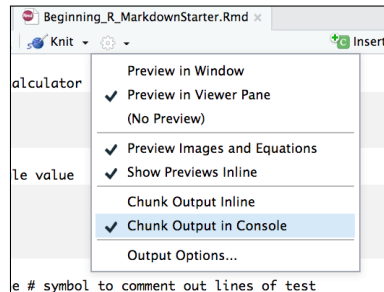 Beginning_R_MarkdownStarter.Rmd ×
Knit Insert
Preview in Window
alculator
✓ Preview in Viewer Pane
(No Preview)
✓ Preview Images and Equations
le value
✓ Show Previews Inline
Chunk Output Inline
✓ Chunk Output in Console
Output Options...
e # symbol to comment out lines of test